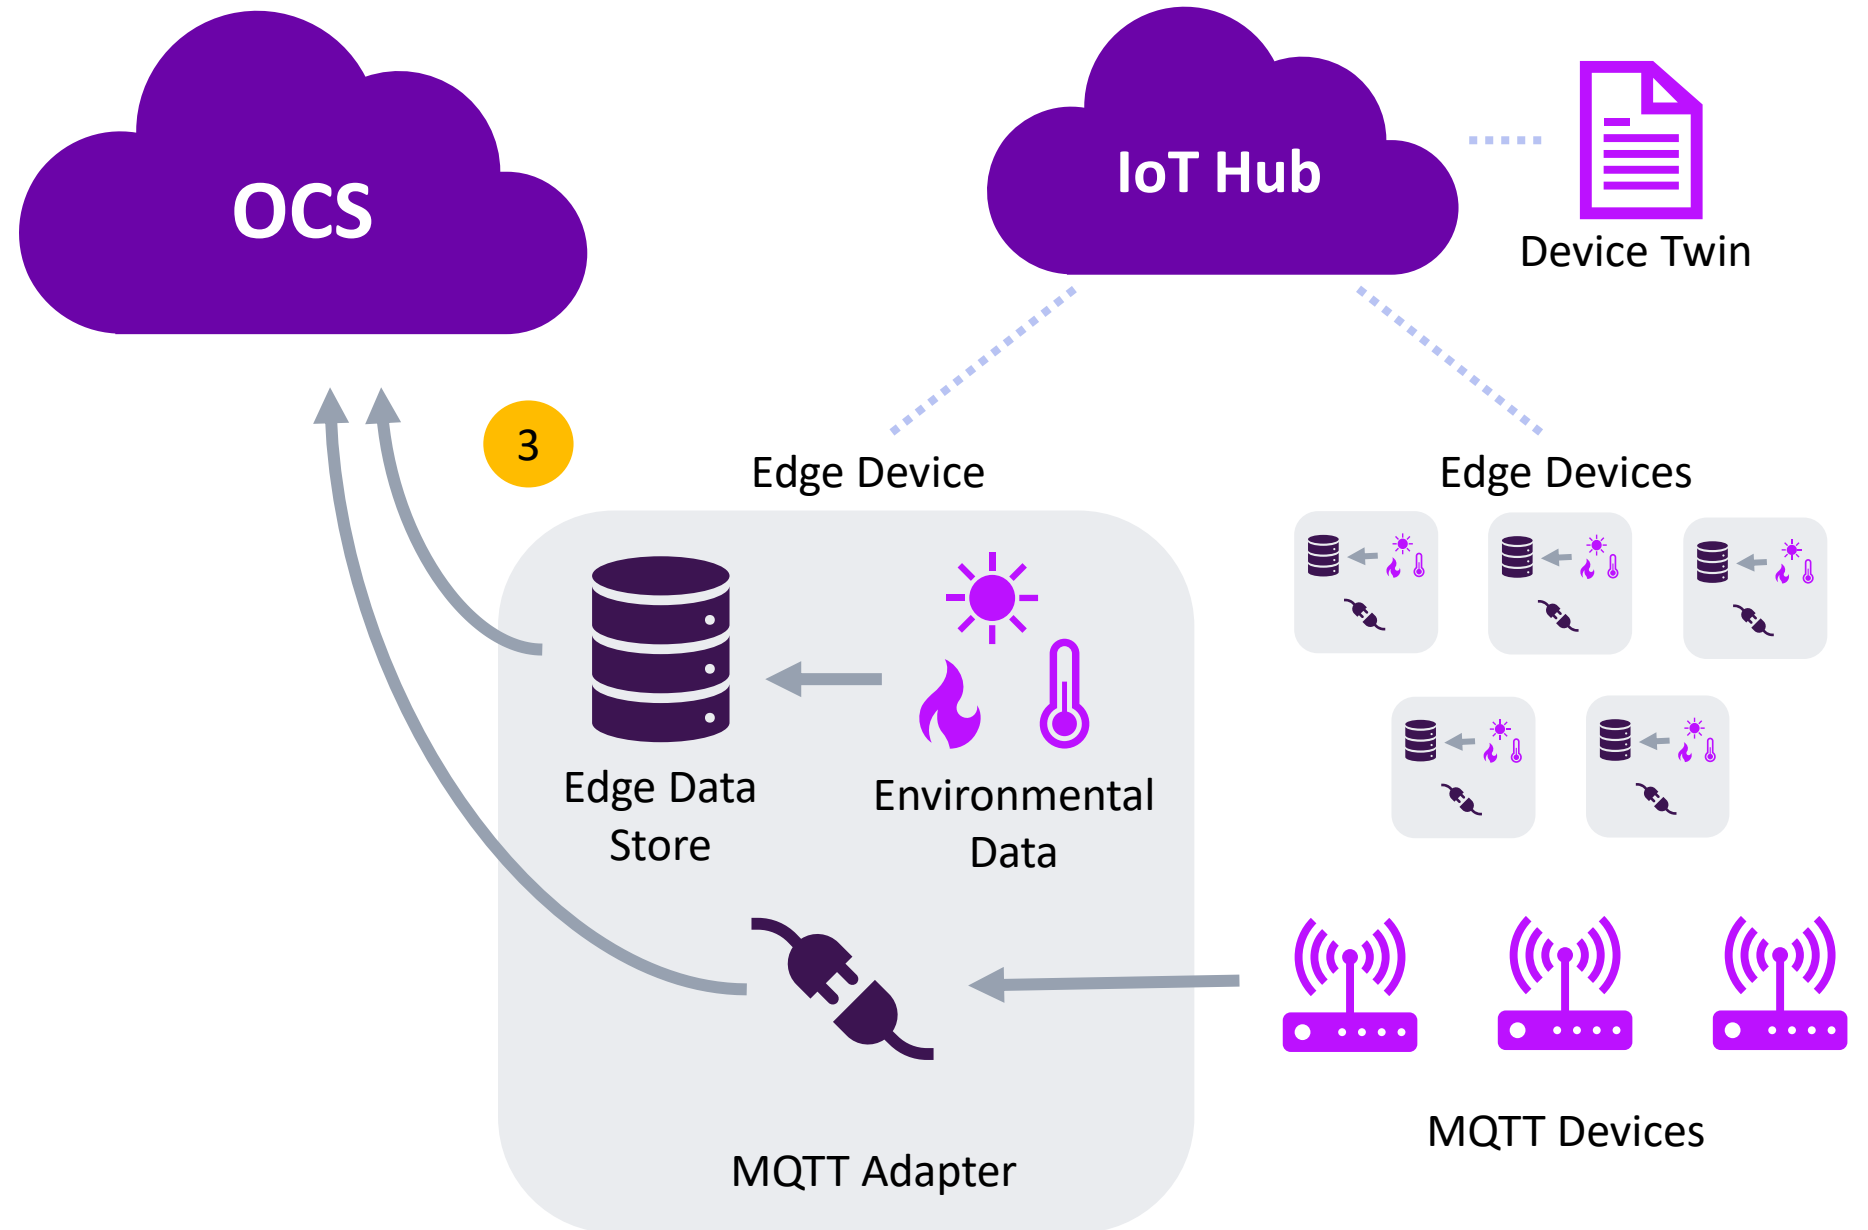 OCS
IoT Hub
Device Twin
3
Edge Device
Edge Devices
Edge Data
Store
Environmental
Data
MQTT Adapter
MQTT Devices